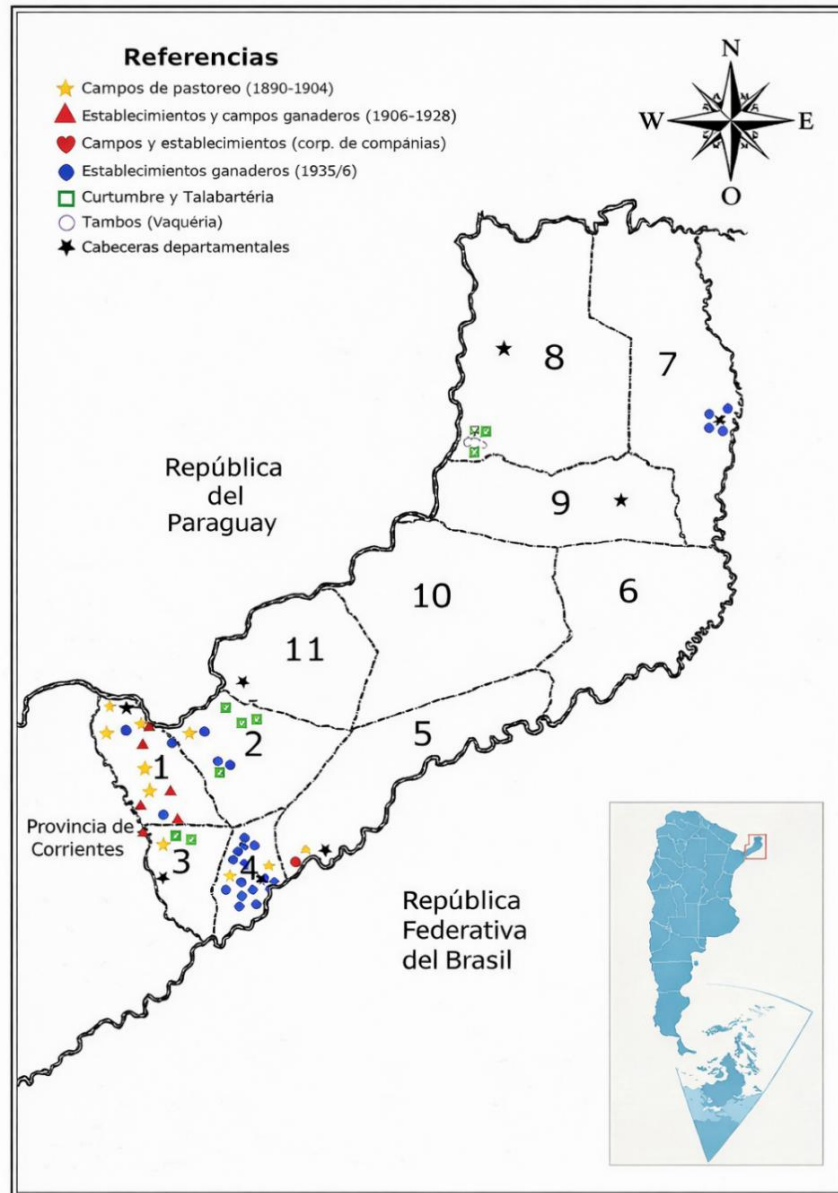 Referencias
Campos de pastoreo (1890-1904)
Establecimientos y campos ganaderos (1906-1928)
Campos y establecimientos (corp. de compánias)
Establecimientos ganaderos (1935/6)
Curtumbre y Talabartéria
Tambos (Vaquéria)
Cabeceras departamentales
N
W
E
O
8
7
República
del
Paraguay
9
10
6
11
2
5
1
Provincia de
Corrientes
3
4
República
Federativa
del Brasil